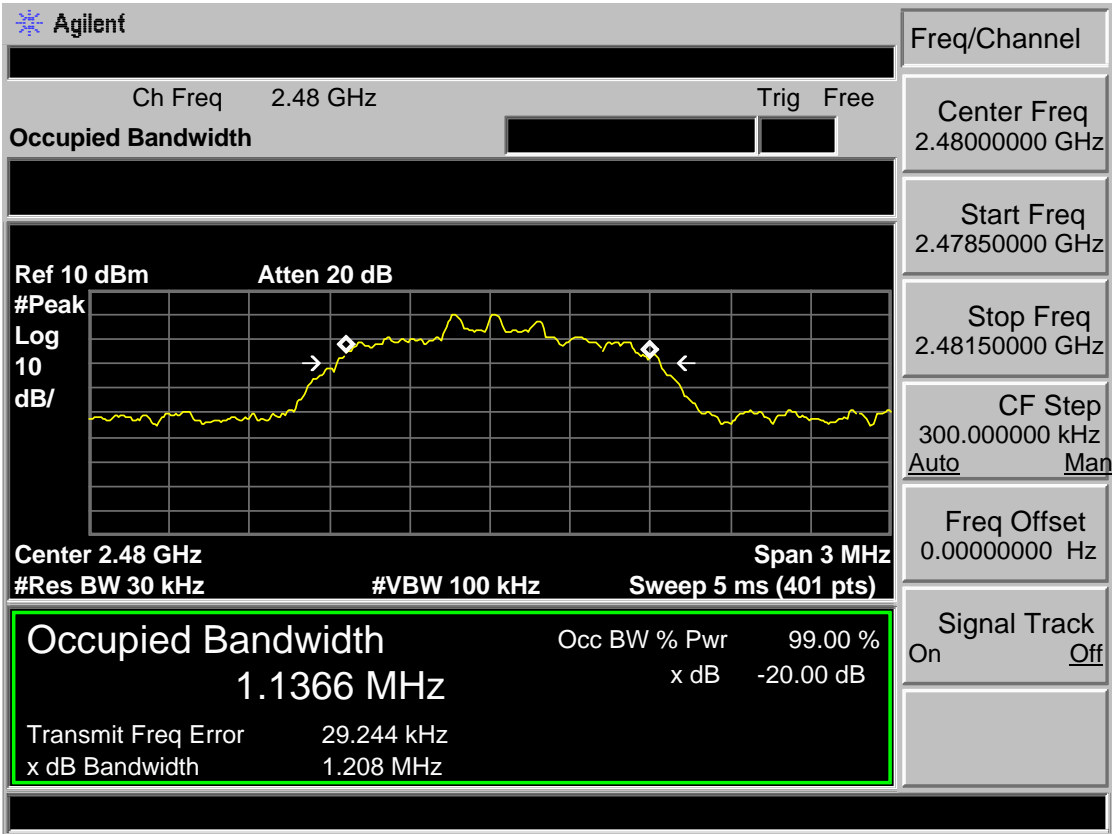 Agilent
Freq/Channel
Ch Freq 2.48 GHz Trig Free
Occupied Bandwidth
Center Freq
2.48000000 GHz
Start Freq
2.47850000 GHz
Stop Freq
2.48150000 GHz
CF Step
300.000000 kHz
Auto Man
Freq Offset
0.00000000 Hz
Signal Track
On Off
Ref 10 dBm Atten 20 dB
#Peak
Log
10
dB/
Center 2.48 GHz Span 3 MHz
#Res BW 30 kHz #VBW 100 kHz Sweep 5 ms (401 pts)
Occupied Bandwidth
1.1366 MHz
Occ BW % Pwr 99.00 %
x dB -20.00 dB
Transmit Freq Error 29.244 kHz
x dB Bandwidth 1.208 MHz